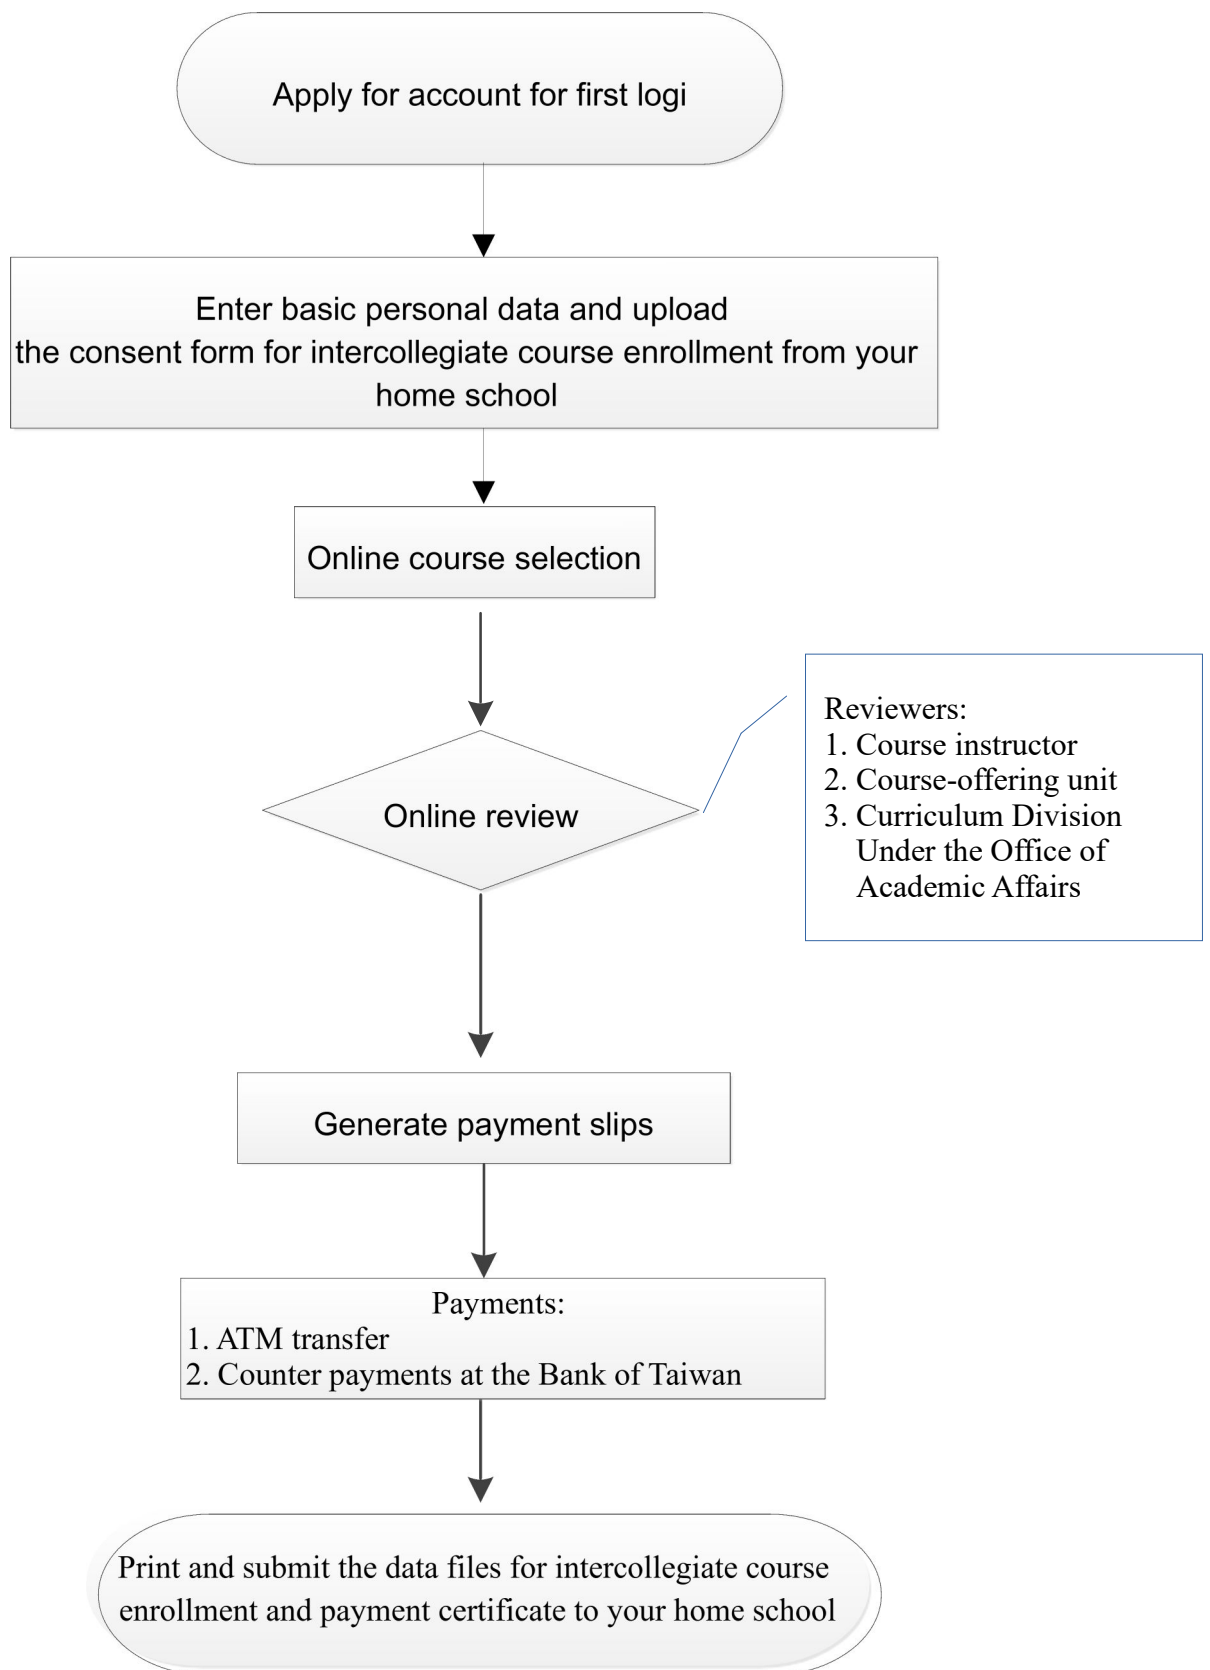 Apply for account for first logi
Enter basic personal data and upload
the consent form for intercollegiate course enrollment from your
home school
Online course selection
Online review
Reviewers:
1. Course instructor
2. Course-offering unit
3. Curriculum Division
Under the Office of
Academic Affairs
Generate payment slips
Payments:
1. ATM transfer
2. Counter payments at the Bank of Taiwan
Print and submit the data files for intercollegiate course
enrollment and payment certificate to your home school